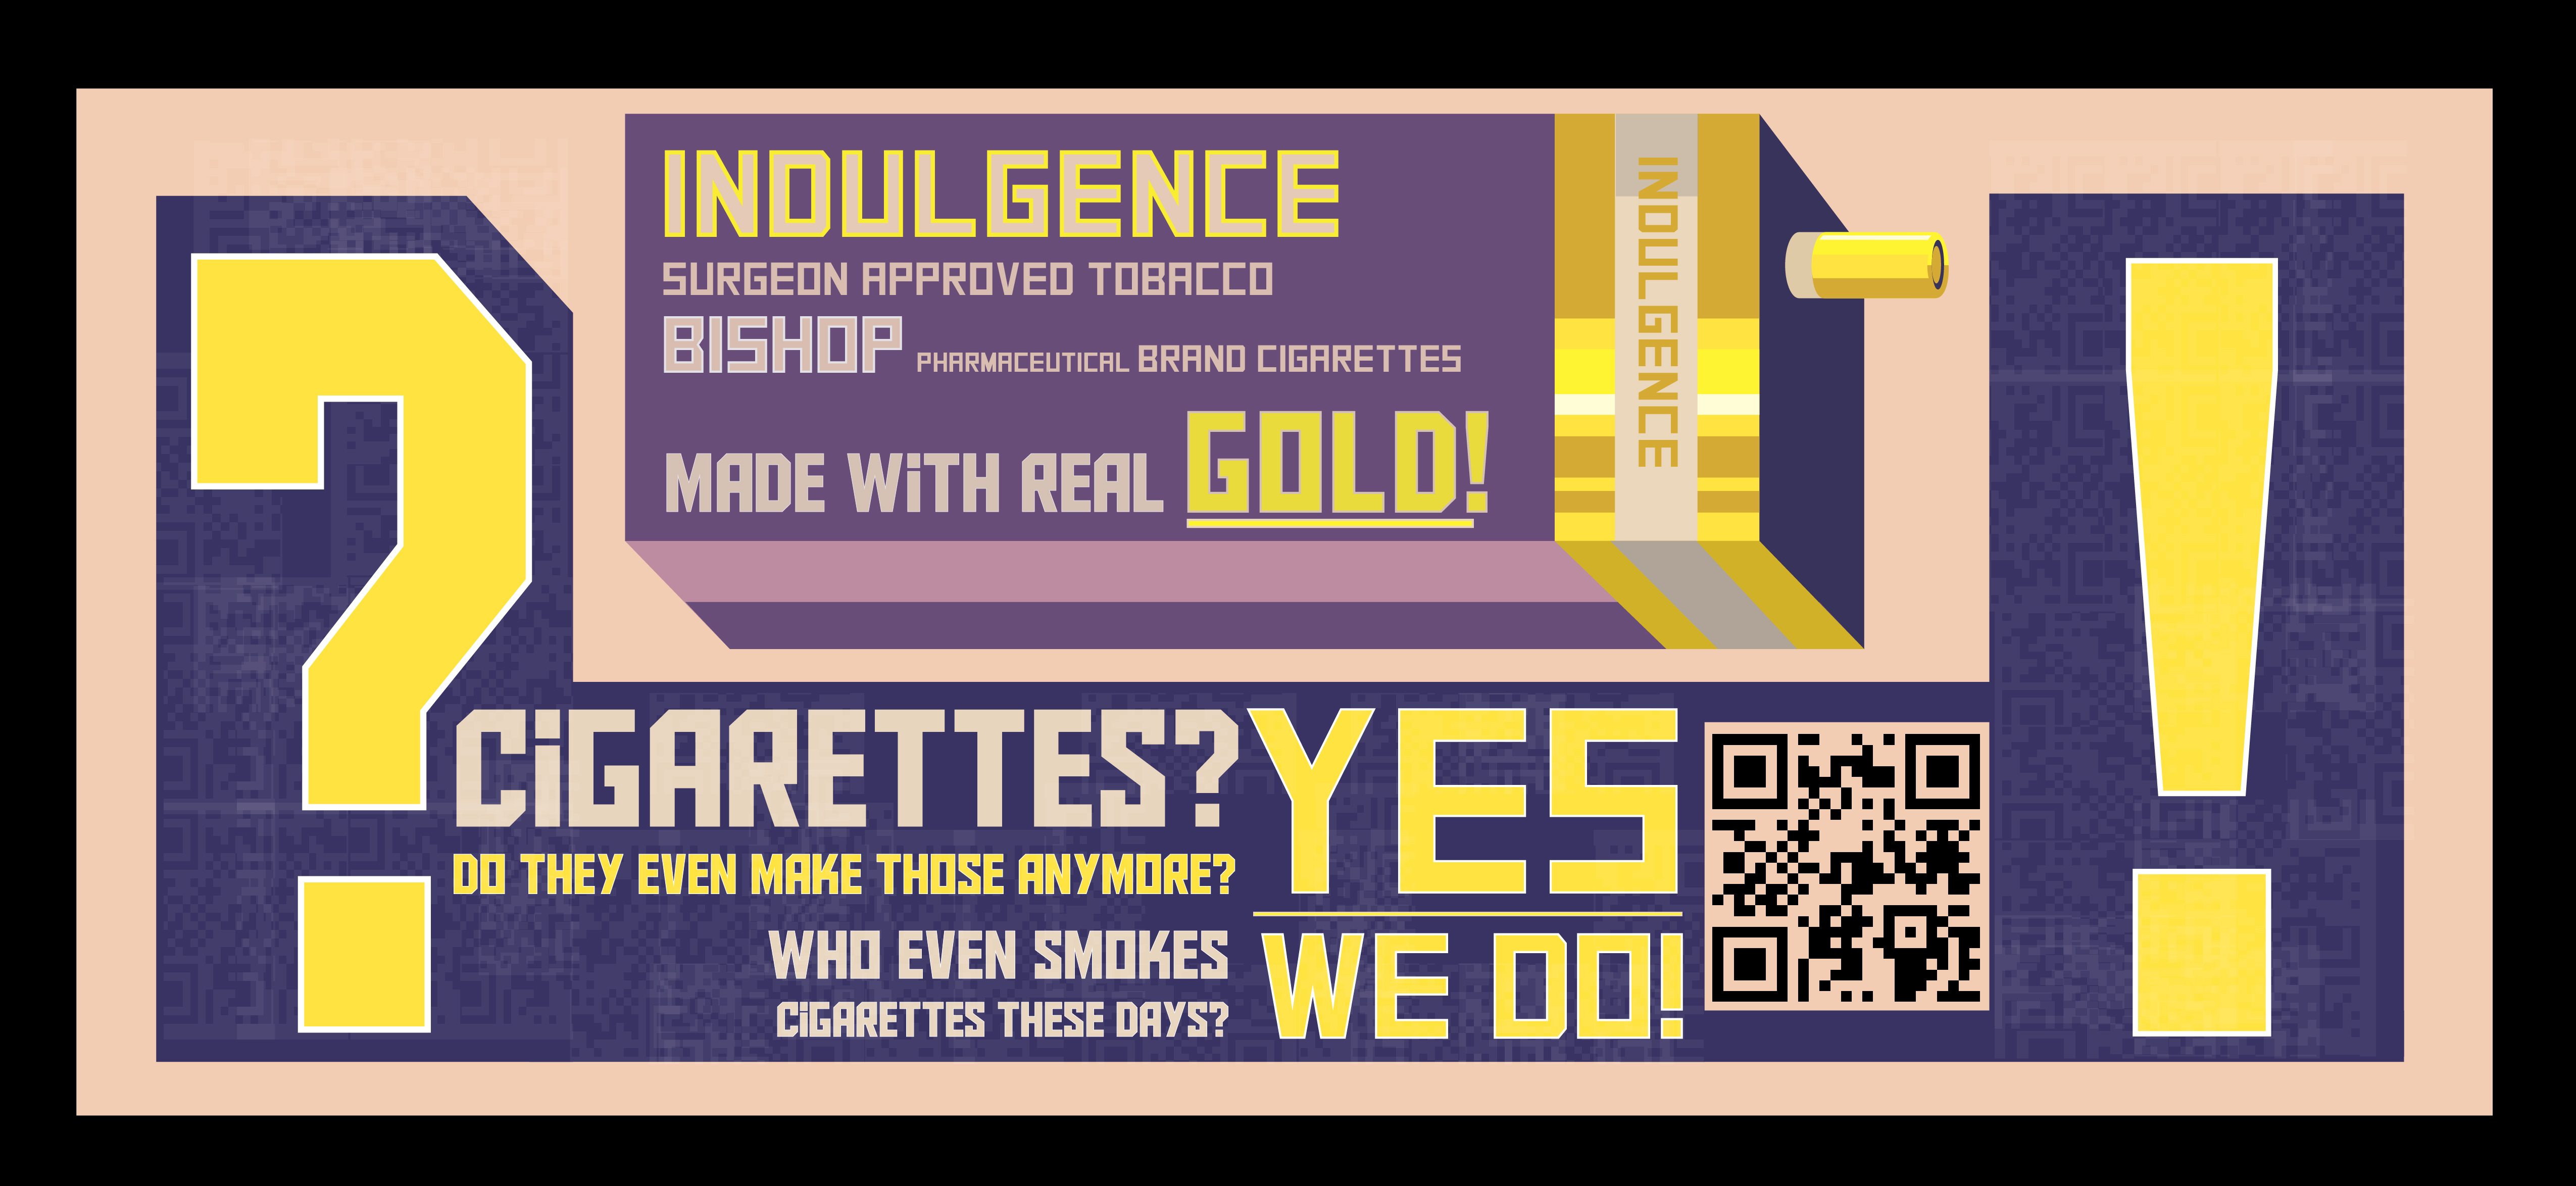 ?
INDULGENCE
SURGEON APPROVED TOBACCO
BISHOP PHARMACEUTICAL BRAND CIGARETTES
MADE WiTH REAL GOLD!
INDULGENCE
CiGARETTES?
DO THEY EVEN MAKE THOSE ANYMORE?
WHO EVEN SMOKES
CiGARETTES THESE DAYS?
YES
WE DO!
!